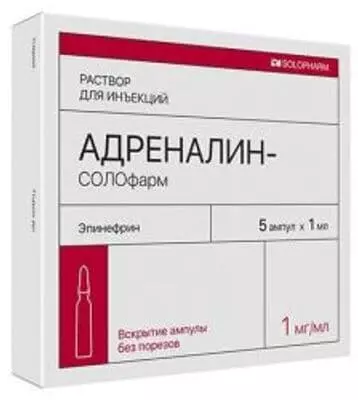 SOLOPHARM
РАСТВОР
ДЛЯ ИНЪЕКЦИЙ
АДРЕНАЛИН-
СОЛОфарм
Эпинефрин
5 ампул х 1 мл
Вскрытие ампулы
без порезов
1 мг/мл